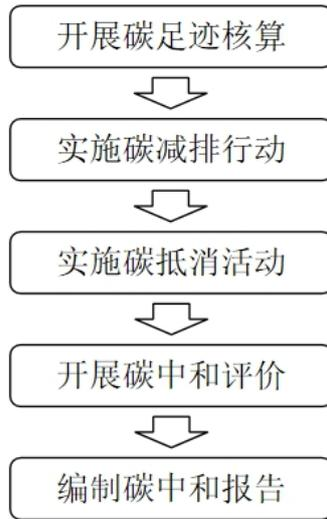 开展碳足迹核算
实施碳减排行动
实施碳抵消活动
开展碳中和评价
编制碳中和报告